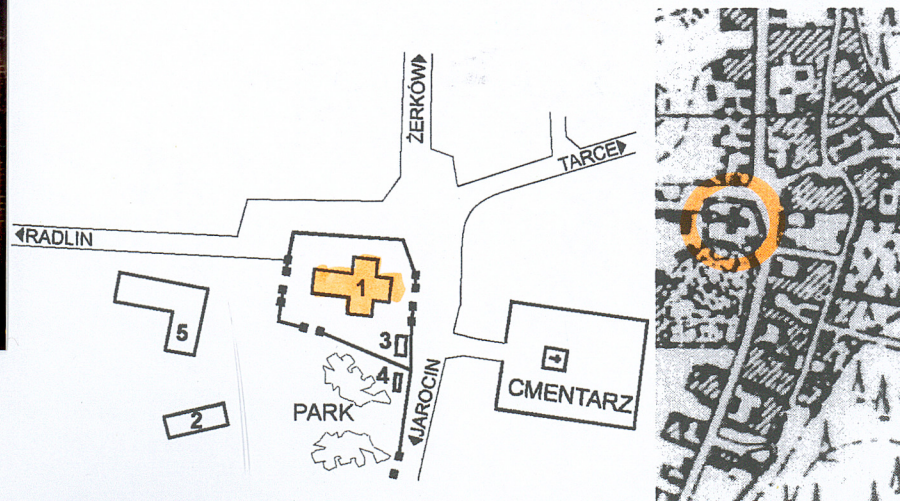 ŻERKÓW
TARCE
RADLIN
1
5
3
4
2
PARK
JAROCIN
CMENTARZ